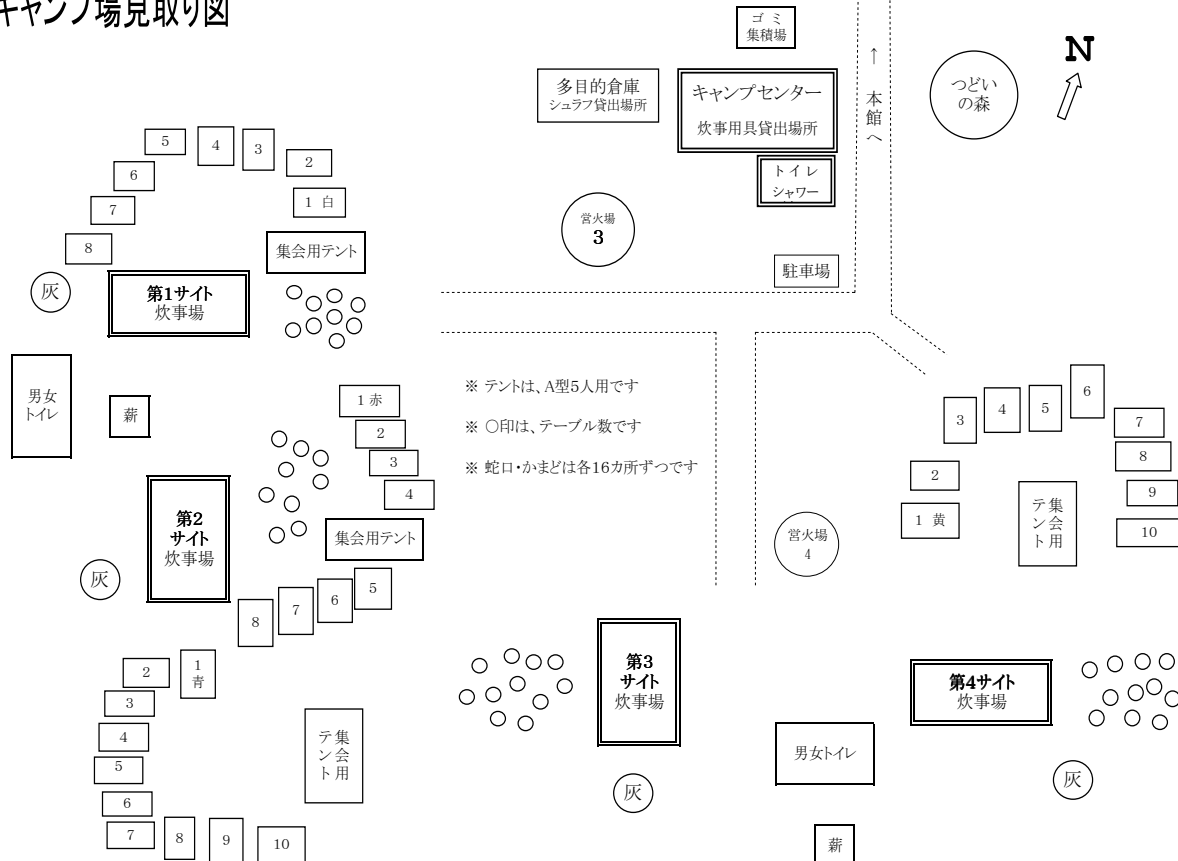 キャンプ場見取り図
ゴ ミ
集積場
多目的倉庫
シュラフ貸出場所
キャンプセンター
炊事用具貸出場所
トイレ
シャワー
↑ 本館へ
つどい
の森
N
営火場
3
駐車場
5
4
3
2
1 白
6
7
8
集会用テント
灰
第1サイト
炊事場
男女
トイレ
薪
1 赤
2
3
4
集会用テント
5
6
7
8
第2
サイト
炊事場
灰
※ テントは、A型5人用です
※ 〇印は、テーブル数です
※ 蛇口・かまどは各16カ所ずつです
営火場
4
1 黄
2
3
4
5
6
7
8
9
10
集会用
テント
1
青
2
3
4
5
6
7
8
9
10
集会用
テント
第3
サイト
炊事場
灰
第4サイト
炊事場
灰
男女トイレ
薪